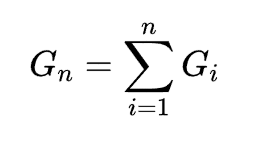 $G_n = \sum_{i=1}^{n} G_i$